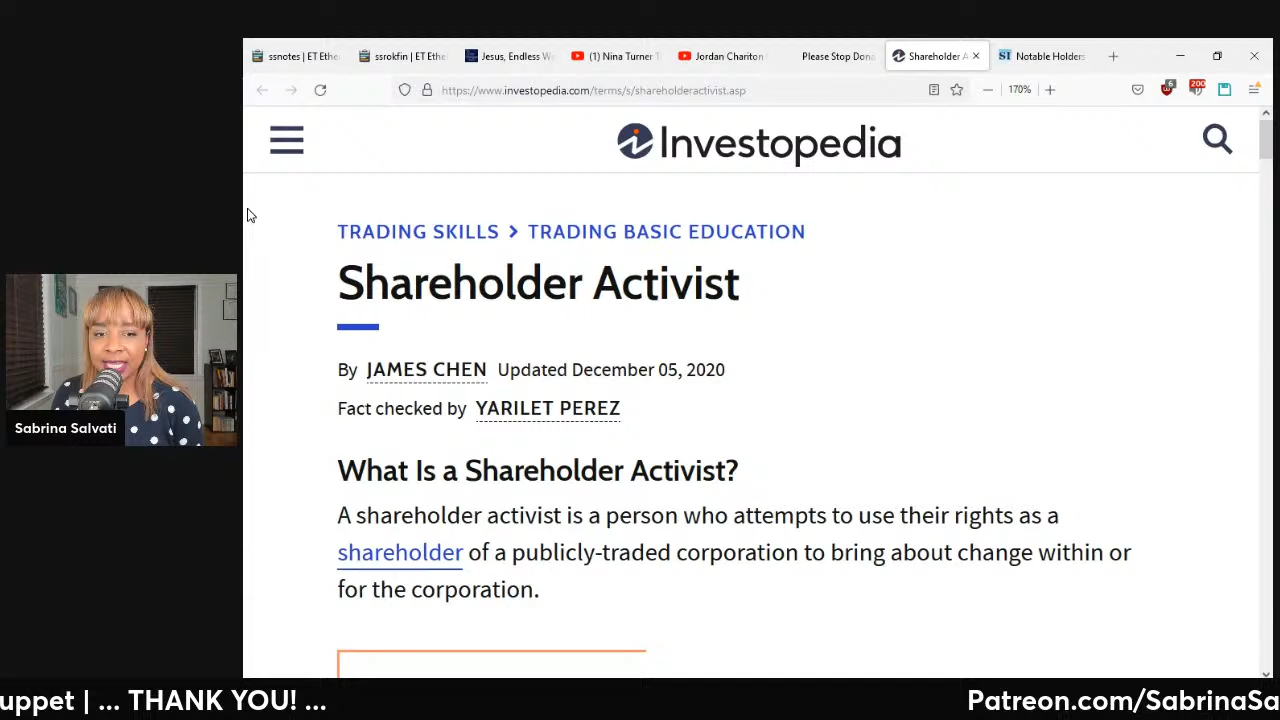 ssnotes | ET Ethe
ssrokfin | ET Ethe
Jesus, Endless W
(1) Nina Turner T
Jordan Chariton
Please Stop Dona
Shareholder A
ST Notable Holders
https://www.investopedia.com/terms/s/shareholderactivist.asp
170%
6
200
Investopedia
TRADING SKILLS > TRADING BASIC EDUCATION
Shareholder Activist
By JAMES CHEN Updated December 05, 2020
Fact checked by YARILET PEREZ
What Is a Shareholder Activist?
A shareholder activist is a person who attempts to use their rights as a
shareholder of a publicly-traded corporation to bring about change within or
for the corporation.
Sabrina Salvati
uppet | ... THANK YOU! ...
Patreon.com/SabrinaSa